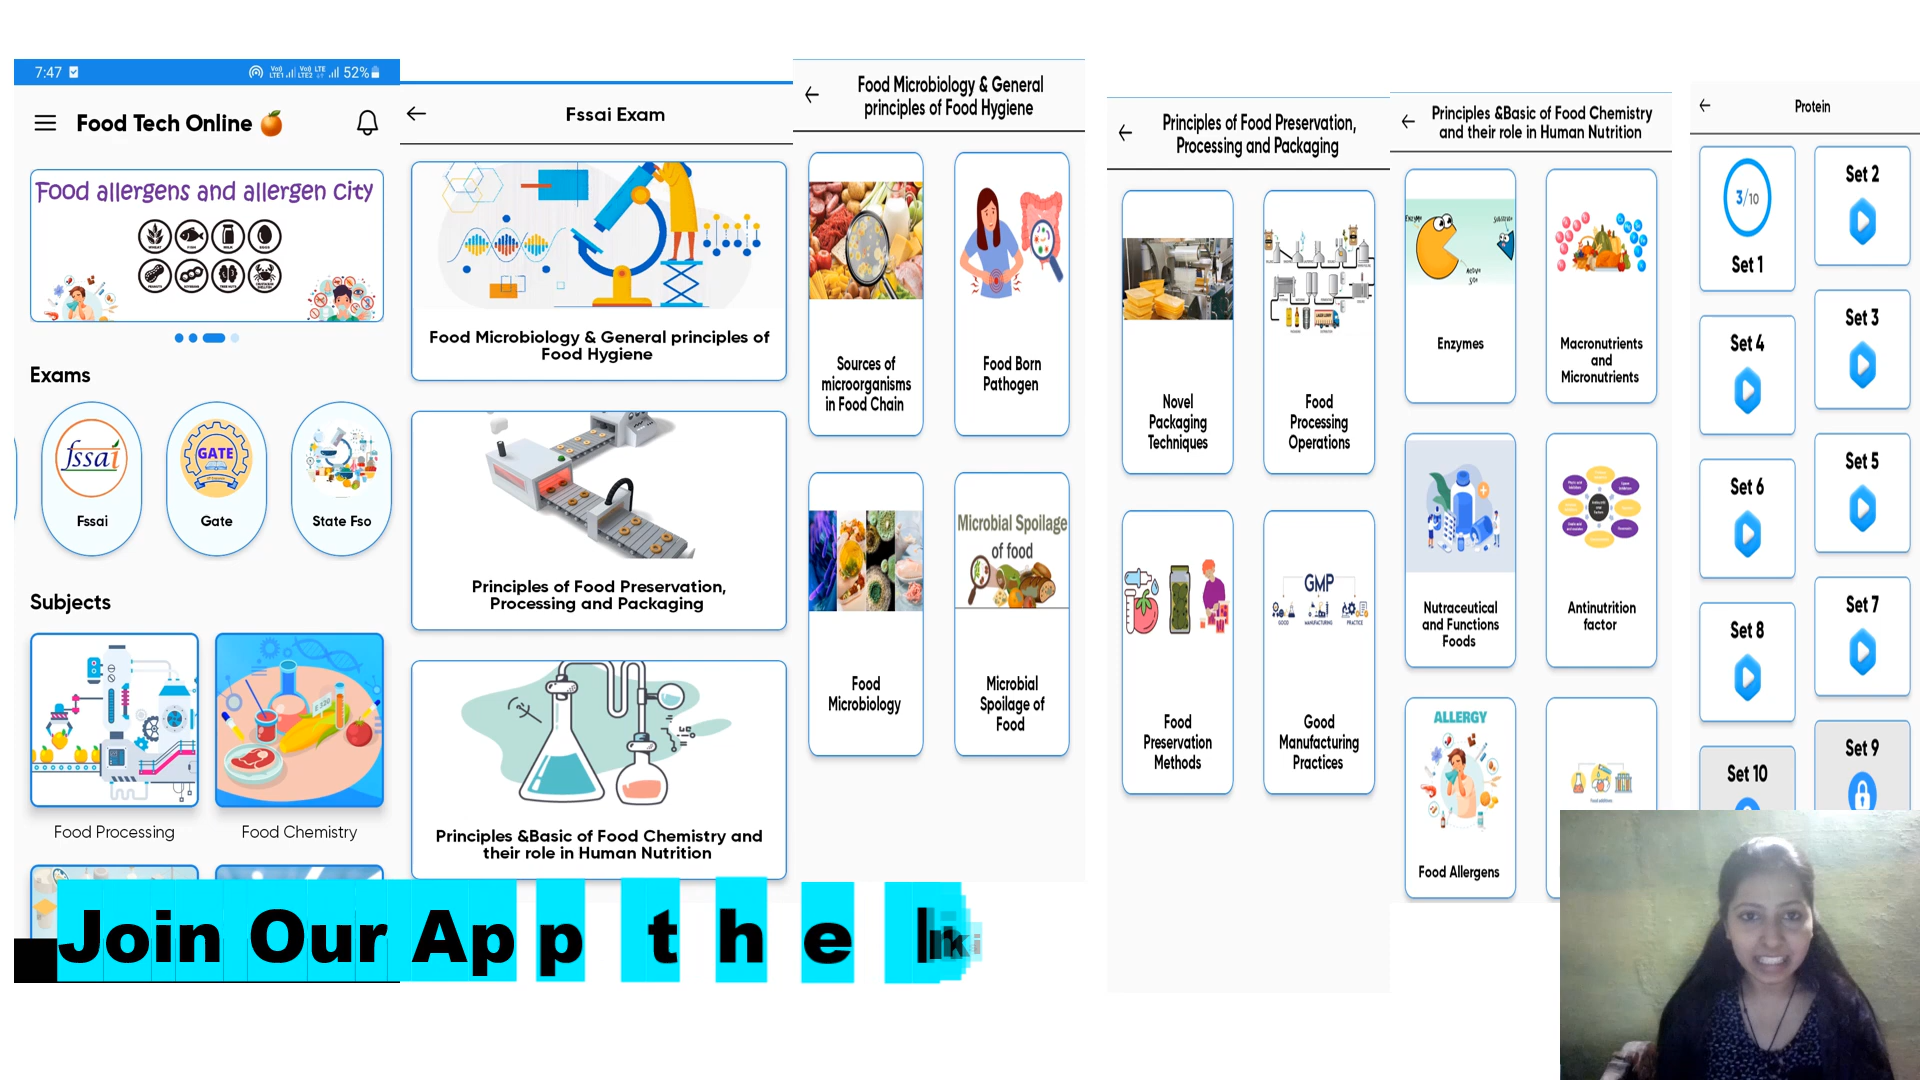 7:47
52%
Food Tech Online
Food allergens and allergen city
Exams
fssai
Fssai
GATE
Gate
State Fso
Subjects
Food Processing
Food Chemistry
Fssai Exam
Food Microbiology & General principles of
Food Hygiene
Principles of Food Preservation,
Processing and Packaging
Principles &Basic of Food Chemistry and
their role in Human Nutrition
Food Microbiology & General
principles of Food Hygiene
Sources of
microorganisms
in Food Chain
Food Born
Pathogen
Food
Microbiology
Microbial Spoilage
of food
Microbial
Spoilage of
Food
Principles of Food Preservation,
Processing and Packaging
Novel
Packaging
Techniques
Food
Processing
Operations
Food
Preservation
Methods
GMP
GOOD
MANUFACTURING
PRACTICE
Good
Manufacturing
Practices
Principles &Basic of Food Chemistry
and their role in Human Nutrition
Enzymes
Macronutrients
and
Micronutrients
Nutraceutical
and Functions
Foods
Antinutrition
factor
ALLERGY
Food Allergens
Protein
3/10
Set 1
Set 2
Set 3
Set 4
Set 5
Set 6
Set 7
Set 8
Set 9
Set 10
Join Our App the